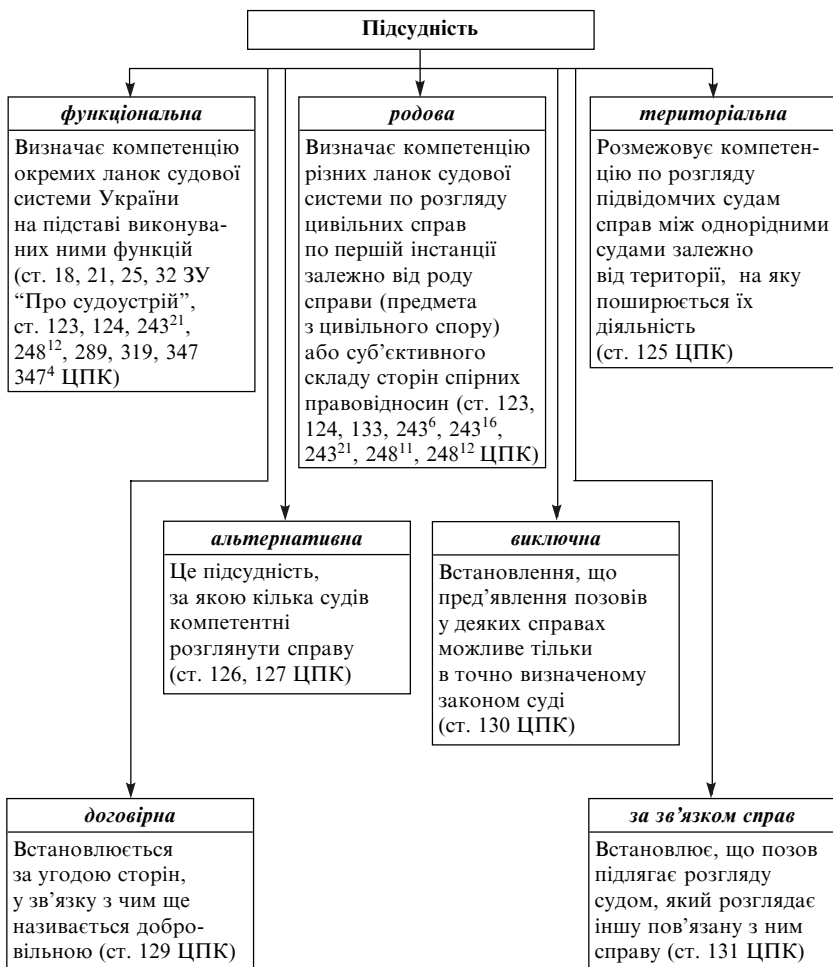 Підсудність
функціональна
Визначає компетенцію
окремих ланок судової
системи України
на підставі виконува-
них ними функцій
(ст. 18, 21, 25, 32 ЗУ
“Про судоустрій”,
ст. 123, 124, 243²¹,
248¹², 289, 319, 347
347⁴ ЦПК)
родова
Визначає компетенцію
різних ланок судової
системи по розгляду
цивільних справ
по першій інстанції
залежно від роду
справи (предмета
з цивільного спору)
або суб’єктивного
складу сторін спірних
правовідносин (ст. 123,
124, 133, 243⁶, 243¹⁶,
243²¹, 248¹¹, 248¹² ЦПК)
територіальна
Розмежовує компетен-
цію по розгляду
підвідомчих судам
справ між однорідними
судами залежно
від території, на яку
поширюється їх
діяльність
(ст. 125 ЦПК)
альтернативна
Це підсудність,
за якою кілька судів
компетентні
розглянути справу
(ст. 126, 127 ЦПК)
виключна
Встановлення, що
пред’явлення позовів
у деяких справах
можливе тільки
в точно визначеному
законом суді
(ст. 130 ЦПК)
договірна
Встановлюється
за угодою сторін,
у зв’язку з чим ще
називається добро-
вільною (ст. 129 ЦПК)
за зв’язком справ
Встановлює, що позов
підлягає розгляду
судом, який розглядає
іншу пов’язану з ним
справу (ст. 131 ЦПК)